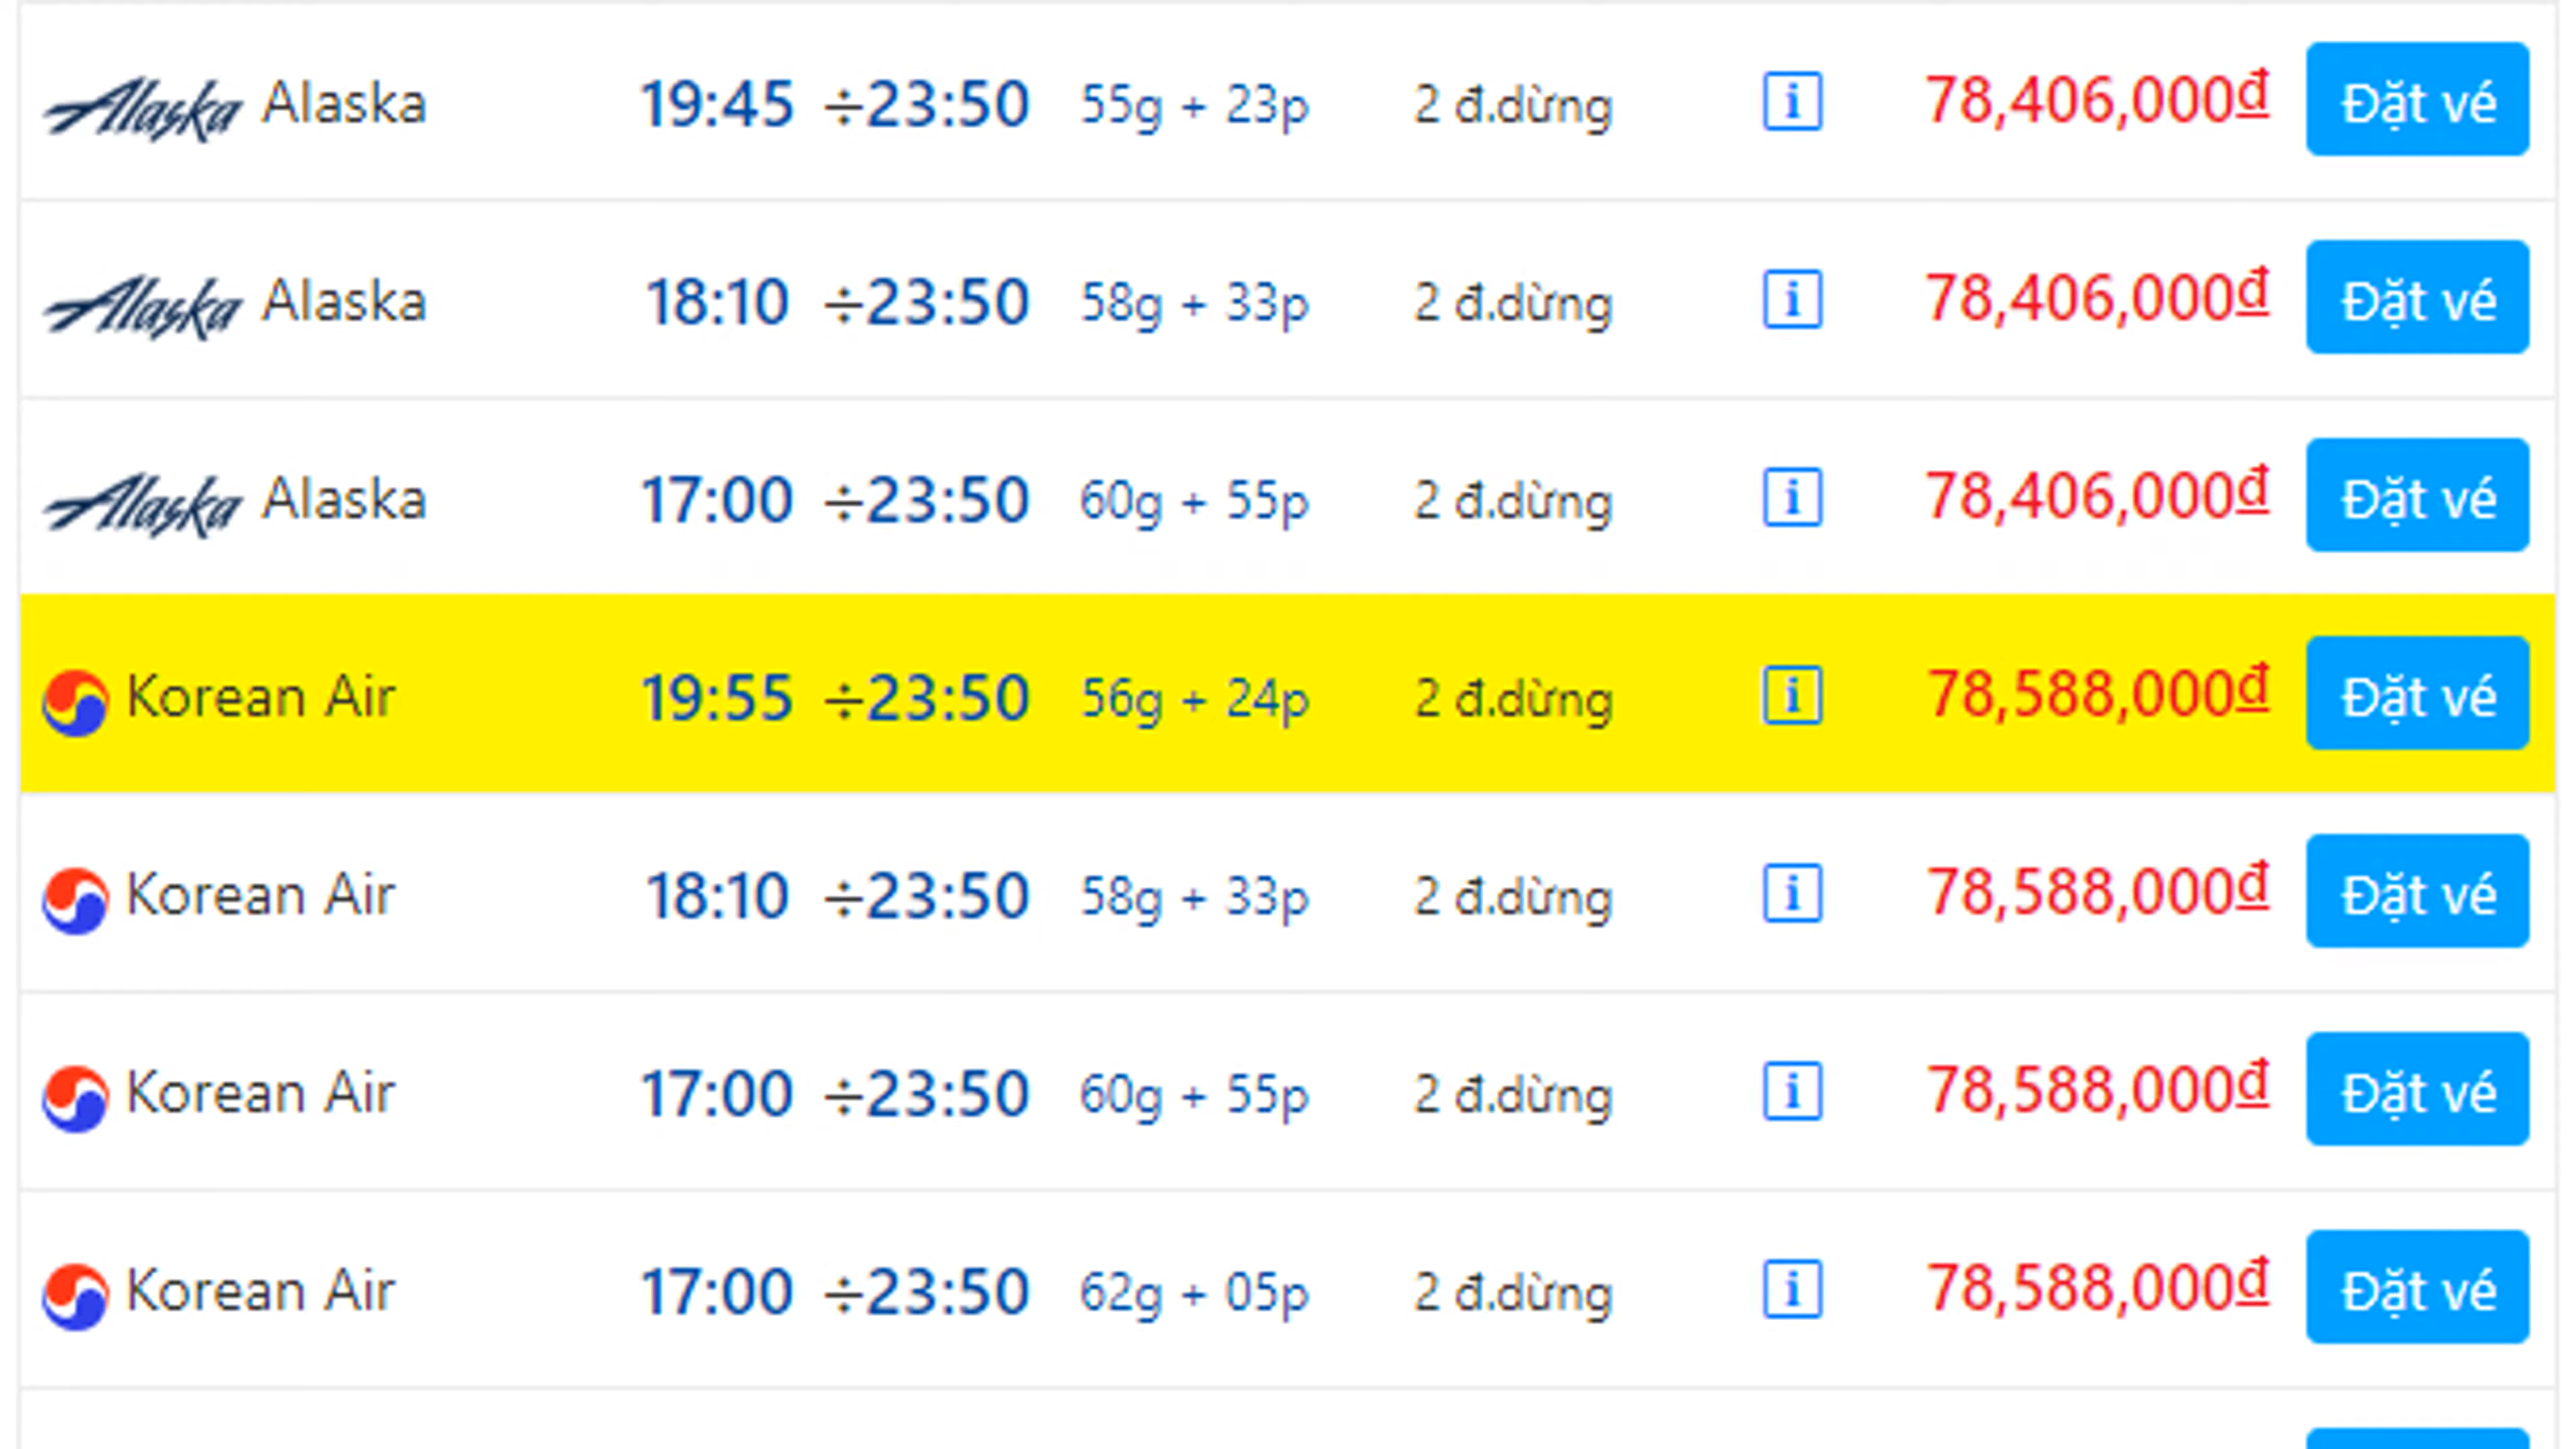 Alaska Alaska 19:45 ÷23:50 55g + 23p 2 đ.dừng i 78,406,000đ Đặt vé
Alaska Alaska 18:10 ÷23:50 58g + 33p 2 đ.dừng i 78,406,000đ Đặt vé
Alaska Alaska 17:00 ÷23:50 60g + 55p 2 đ.dừng i 78,406,000đ Đặt vé
Korean Air 19:55 ÷23:50 56g + 24p 2 đ.dừng i 78,588,000đ Đặt vé
Korean Air 18:10 ÷23:50 58g + 33p 2 đ.dừng i 78,588,000đ Đặt vé
Korean Air 17:00 ÷23:50 60g + 55p 2 đ.dừng i 78,588,000đ Đặt vé
Korean Air 17:00 ÷23:50 62g + 05p 2 đ.dừng i 78,588,000đ Đặt vé